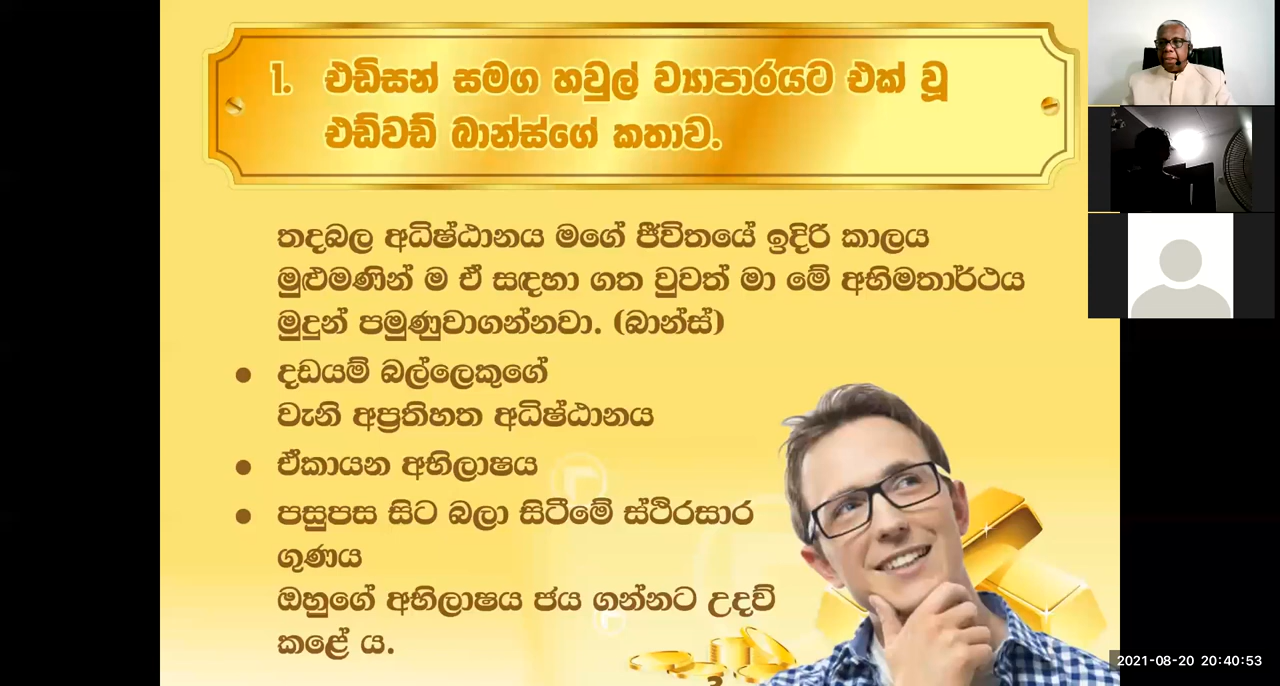 1. එඩිසන් සමග හවුල් ව්‍යාපාරයට එක් වූ
එඩ්වඩ් බාන්ස්ගේ කතාව.
තදබල අධිෂ්ඨානය මගේ ජීවිතයේ ඉදිරි කාලය
මුළුමණින් ම ඒ සඳහා ගත වුවත් මා මේ අභිමතාර්ථය
මුදුන් පමුණුවාගන්නවා. (බාන්ස්)
● දඩයම් බල්ලෙකුගේ
වැනි අප්‍රතිහත අධිෂ්ඨානය
● ඒකායන අභිලාෂය
● පසුපස සිට බලා සිටීමේ ස්ථිරසාර
ගුණය
ඔහුගේ අභිලාෂය ජය ගන්නට උදව්
කළේ ය.
2021-08-20 20:40:53